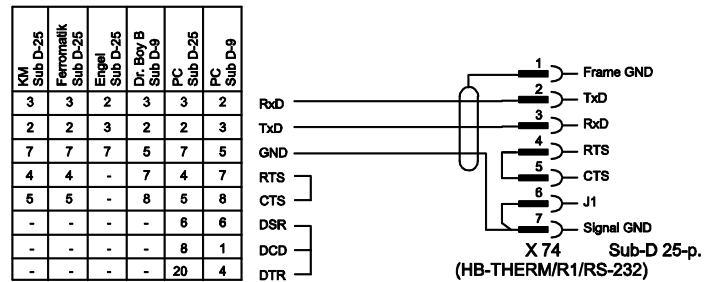 KM Sub D-25 Ferromatik Sub D-25 Engel Sub D-25 Dr. Boy B Sub D-9 PC Sub D-25 PC Sub D-9
3 3 2 3 3 2 RxD
2 2 3 2 2 3 TxD
7 7 7 5 7 5 GND
4 4 - 7 4 7 RTS
5 5 - 8 5 8 CTS
- - - - 6 6 DSR
- - - - 8 1 DCD
- - - - 20 4 DTR
1 Frame GND
2 TxD
3 RxD
4 RTS
5 CTS
6 J1
7 Signal GND
X 74 Sub-D 25-p.
(HB-THERM/R1/RS-232)